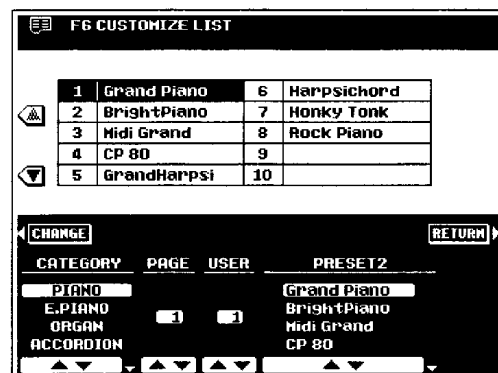 F6 CUSTOMIZE LIST
1 Grand Piano 6 Harpsichord
2 BrightPiano 7 Honky Tonk
3 Midi Grand 8 Rock Piano
4 CP 80 9
5 GrandHarpsi 10
CHANGE RETURN
CATEGORY PAGE USER PRESET2
PIANO Grand Piano
E.PIANO 1 1 BrightPiano
ORGAN Midi Grand
ACCORDION CP 80